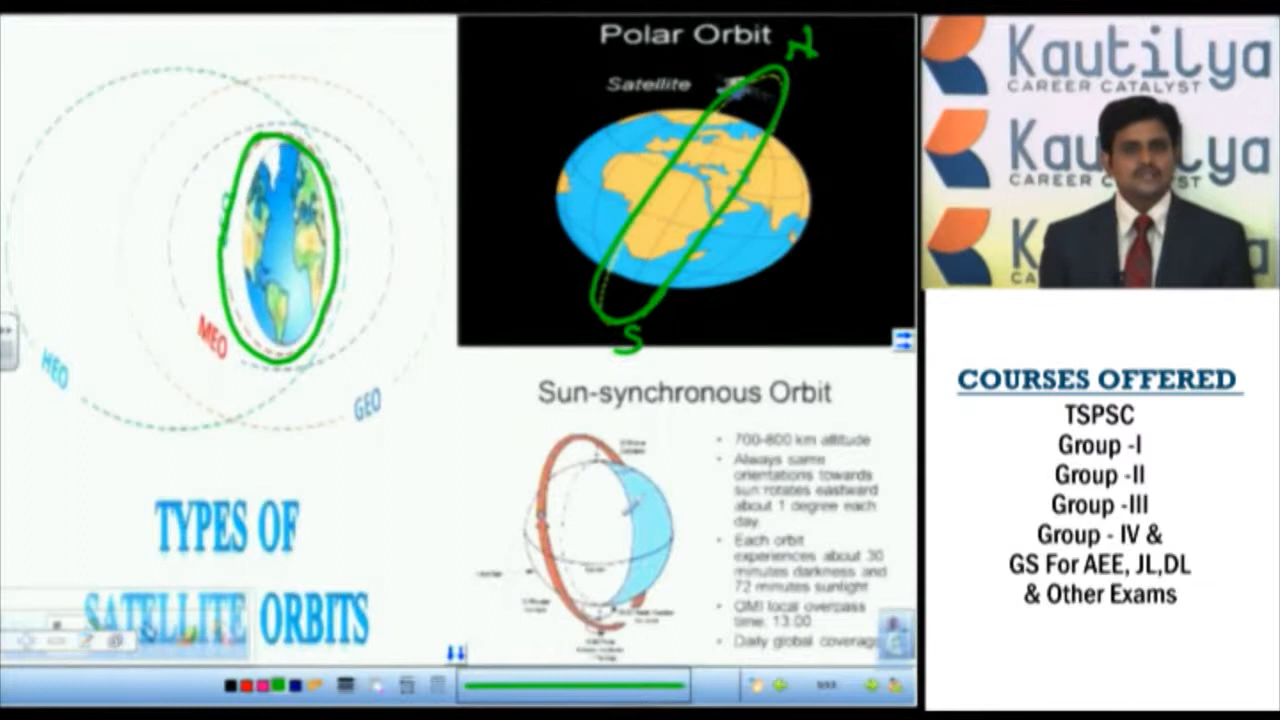 HEO
MEO
GEO
TYPES OF
SATELLITE ORBITS
Polar Orbit
N
Satellite
S
Sun-synchronous Orbit
• 700-800 km altitude
• Always same
orientations towards
sun rotates eastward
about 1 degree each
day.
• Each orbit
experiences about 30
minutes darkness and
72 minutes sunlight
• OMI local overpass
time: 13:00
• Daily global coverage
Kautilya
CAREER CATALYST
Kautilya
CAREER CATALYST
COURSES OFFERED
TSPSC
Group -I
Group -II
Group -III
Group - IV &
GS For AEE, JL,DL
& Other Exams